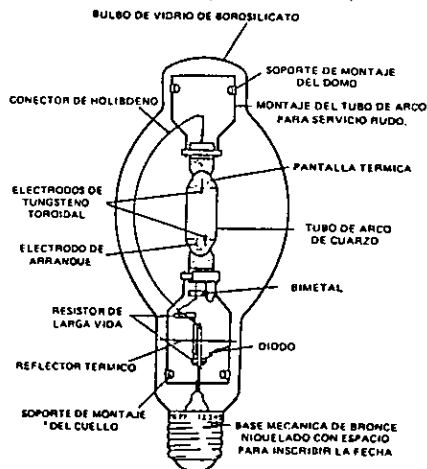 BULBO DE VIDRIO DE BOROSILICATO
SOPORTE DE MONTAJE
DEL DOMO
CONECTOR DE HOLIBDENO
MONTAJE DEL TUBO DE ARCO
PARA SERVICIO RUDO.
PANTALLA TERMICA
ELECTRODOS DE
TUNGSTENO
TOROIDAL
TUBO DE ARCO
DE CUARZO
ELECTRODO DE
ARRANQUE
BIMETAL
RESISTOR DE
LARGA VIDA
DIODO
REFLECTOR TERMICO
SOPORTE DE MONTAJE
DEL CUELLO
BASE MECANICA DE BRONCE
NIQUELADO CON ESPACIO
PARA INSCRIBIR LA FECHA